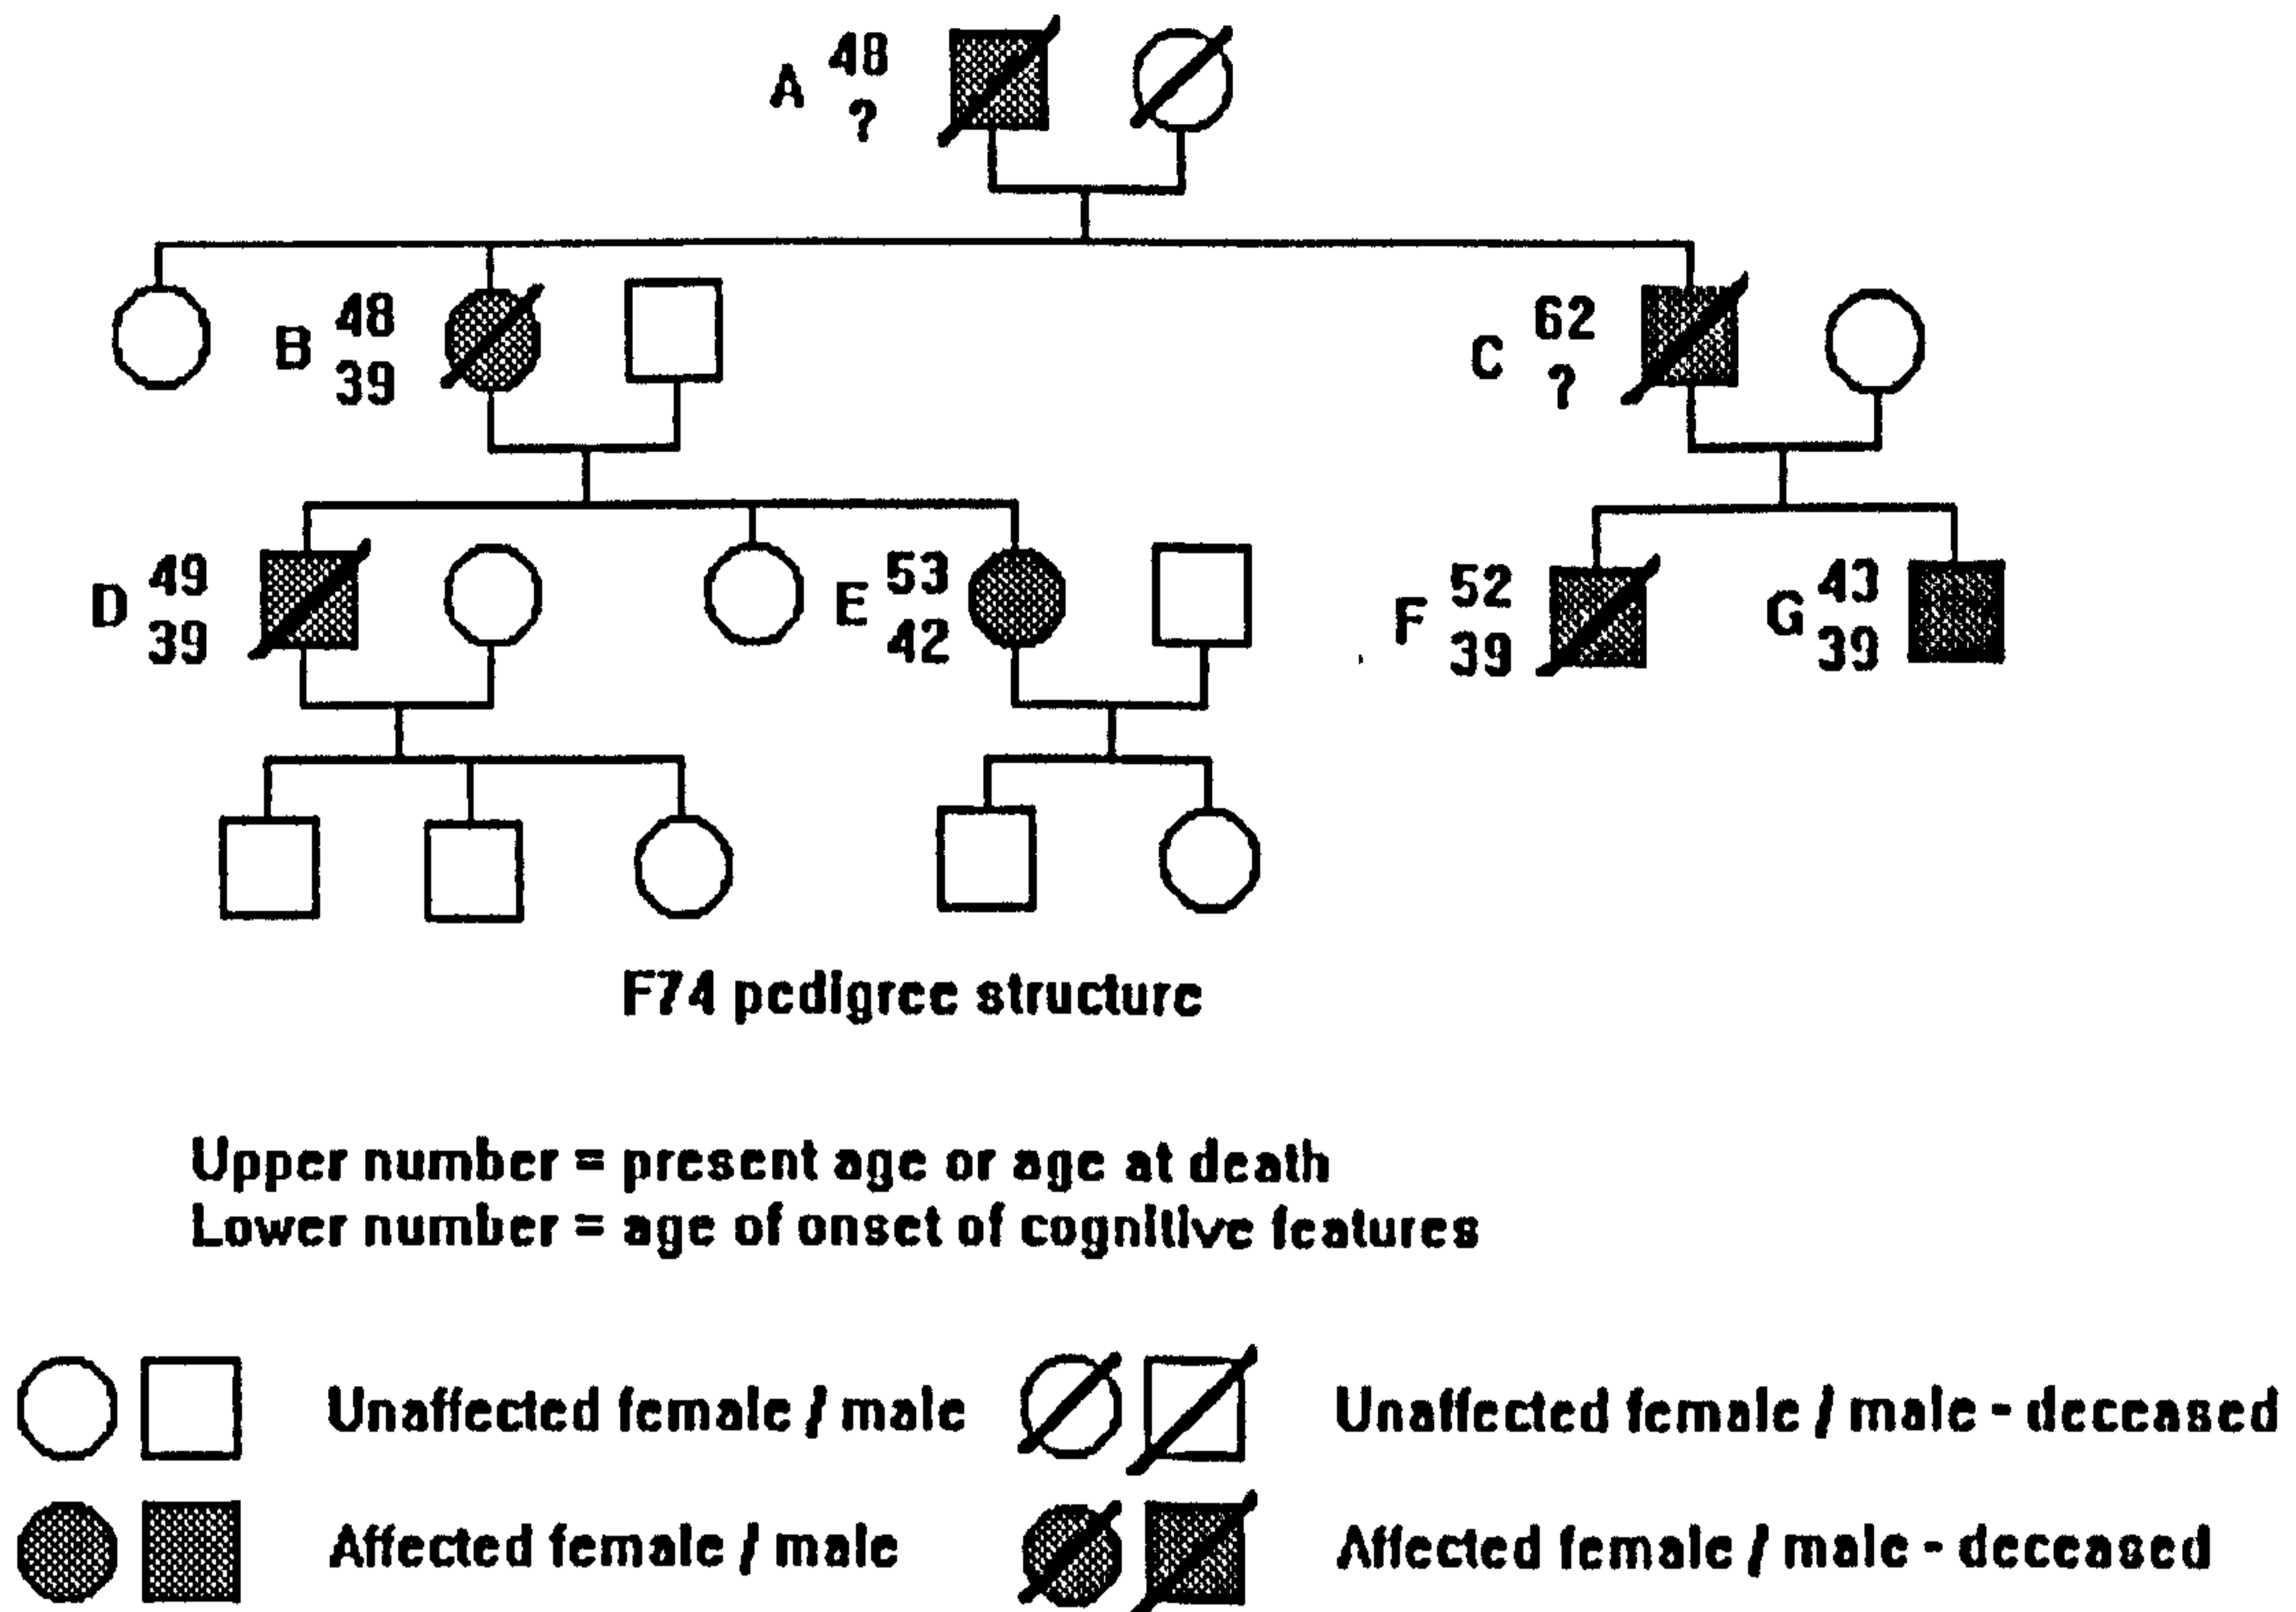 A 48
?
B 48
39
C 62
?
D 49
39
E 53
42
F 52
39
G 43
39
F74 pedigree structure
Upper number = present age or age at death
Lower number = age of onset of cognitive features
Unaffected female / male
Unaffected female / male - deceased
Affected female / male
Affected female / male - deceased